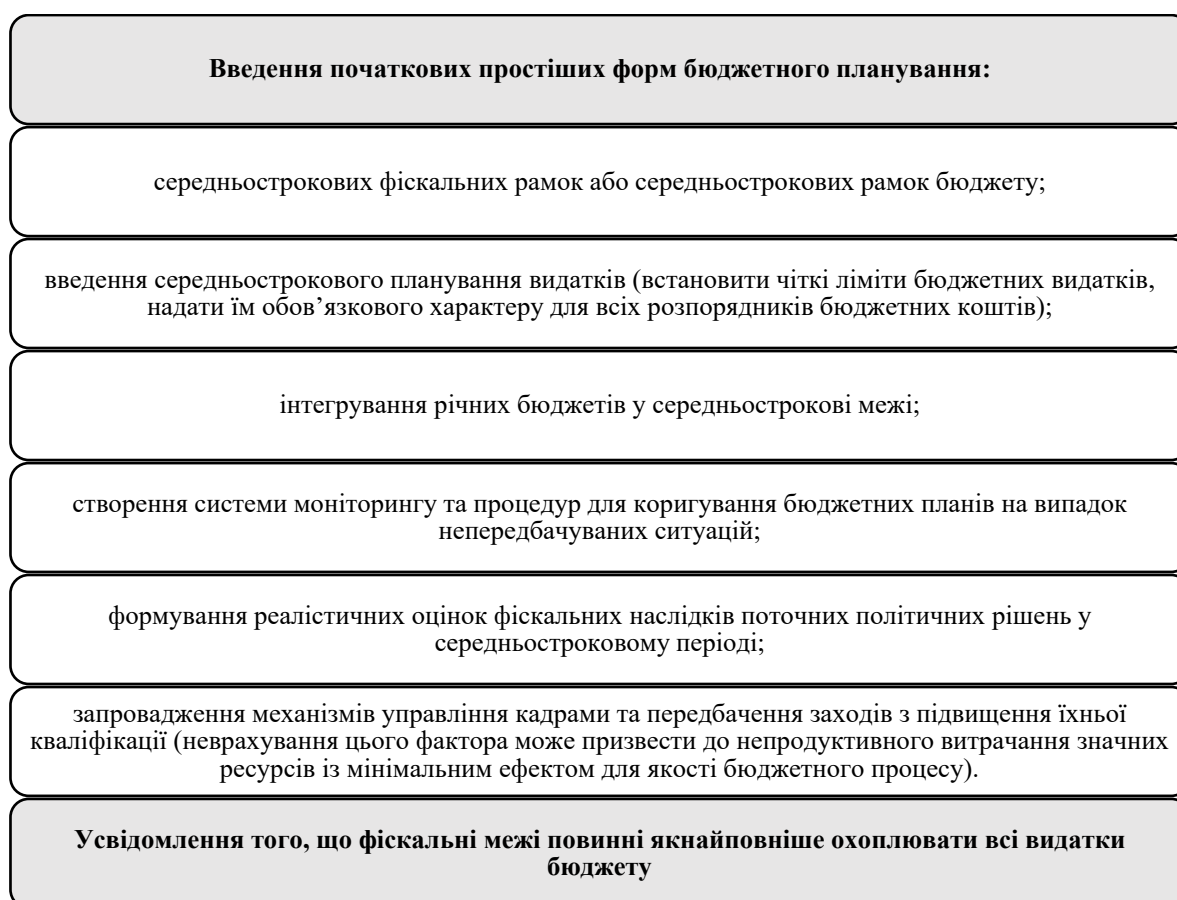 Введення початкових простіших форм бюджетного планування:
середньострокових фіскальних рамок або середньострокових рамок бюджету;
введення середньострокового планування видатків (встановити чіткі ліміти бюджетних видатків,
надати їм обов’язкового характеру для всіх розпорядників бюджетних коштів);
інтегрування річних бюджетів у середньострокові межі;
створення системи моніторингу та процедур для коригування бюджетних планів на випадок
непередбачуваних ситуацій;
формування реалістичних оцінок фіскальних наслідків поточних політичних рішень у
середньостроковому періоді;
запровадження механізмів управління кадрами та передбачення заходів з підвищення їхньої
кваліфікації (неврахування цього фактора може призвести до непродуктивного витрачання значних
ресурсів із мінімальним ефектом для якості бюджетного процесу).
Усвідомлення того, що фіскальні межі повинні якнайповніше охоплювати всі видатки
бюджету